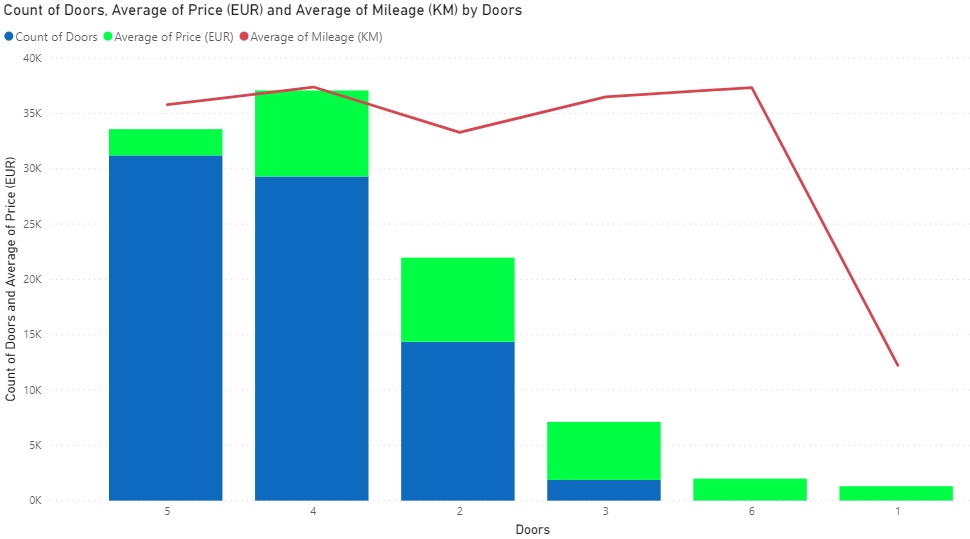 Count of Doors, Average of Price (EUR) and Average of Mileage (KM) by Doors
Count of Doors Average of Price (EUR) Average of Mileage (KM)
40K
35K
30K
25K
20K
15K
10K
5K
0K
Count of Doors and Average of Price (EUR)
5 4 2 3 6 1
Doors